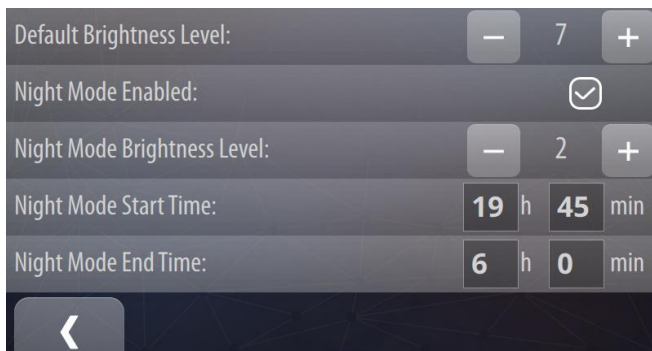 Default Brightness Level: − 7 +
Night Mode Enabled:
Night Mode Brightness Level: − 2 +
Night Mode Start Time: 19 h 45 min
Night Mode End Time: 6 h 0 min